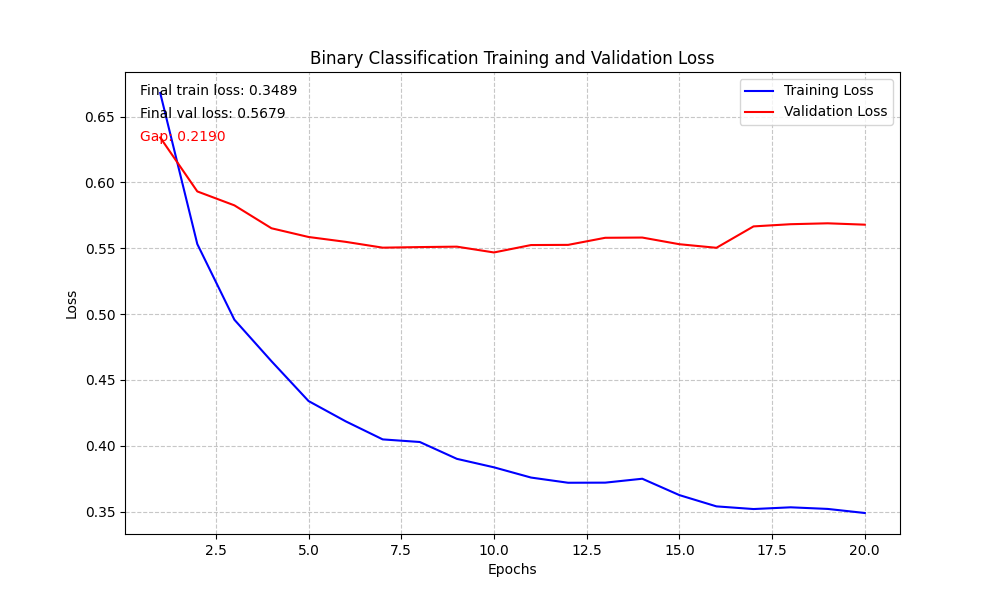 Binary Classification Training and Validation Loss
Final train loss: 0.3489
Final val loss: 0.5679
Gap: 0.2190
Training Loss
Validation Loss
Loss
0.65
0.60
0.55
0.50
0.45
0.40
0.35
2.5 5.0 7.5 10.0 12.5 15.0 17.5 20.0
Epochs